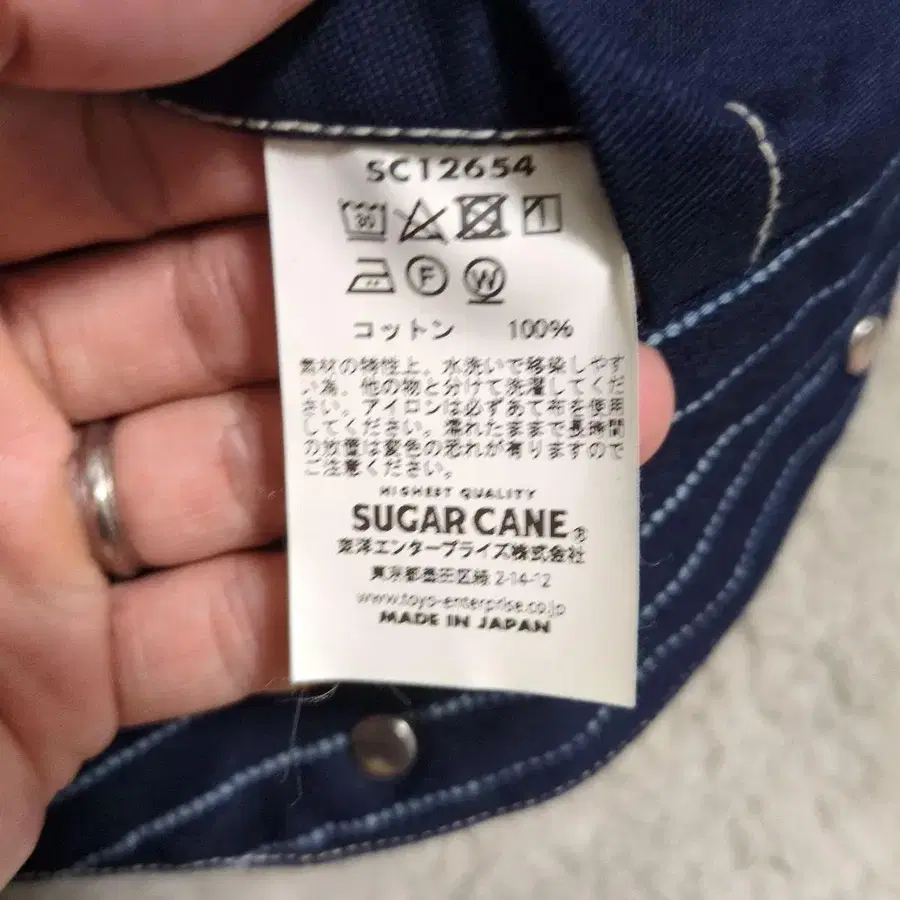 SC12654
30
1
F
W
コットン 100%
素材の特性上、水洗いで移染しやす
い為、他の物と分けて洗濯してくだ
さい。アイロンは必ずあて布を使用
してください。濡れたままで長時間
の放置は変色の恐れが有りますので
ご注意ください。
HIGHEST QUALITY
SUGAR CANE®
東洋エンタープライズ株式会社
東京都墨田区緑 2-14-12
www.toyo-enterprise.co.jp
MADE IN JAPAN